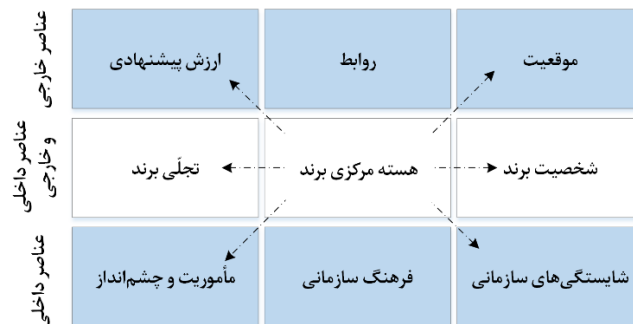 عناصر خارجی
موقعیت
روابط
ارزش پیشنهادی
عناصر داخلی
و خارجی
شخصیت برند
هسته مرکزی برند
تجلّی برند
عناصر داخلی
شایستگی‌های سازمانی
فرهنگ سازمانی
مأموریت و چشم‌انداز